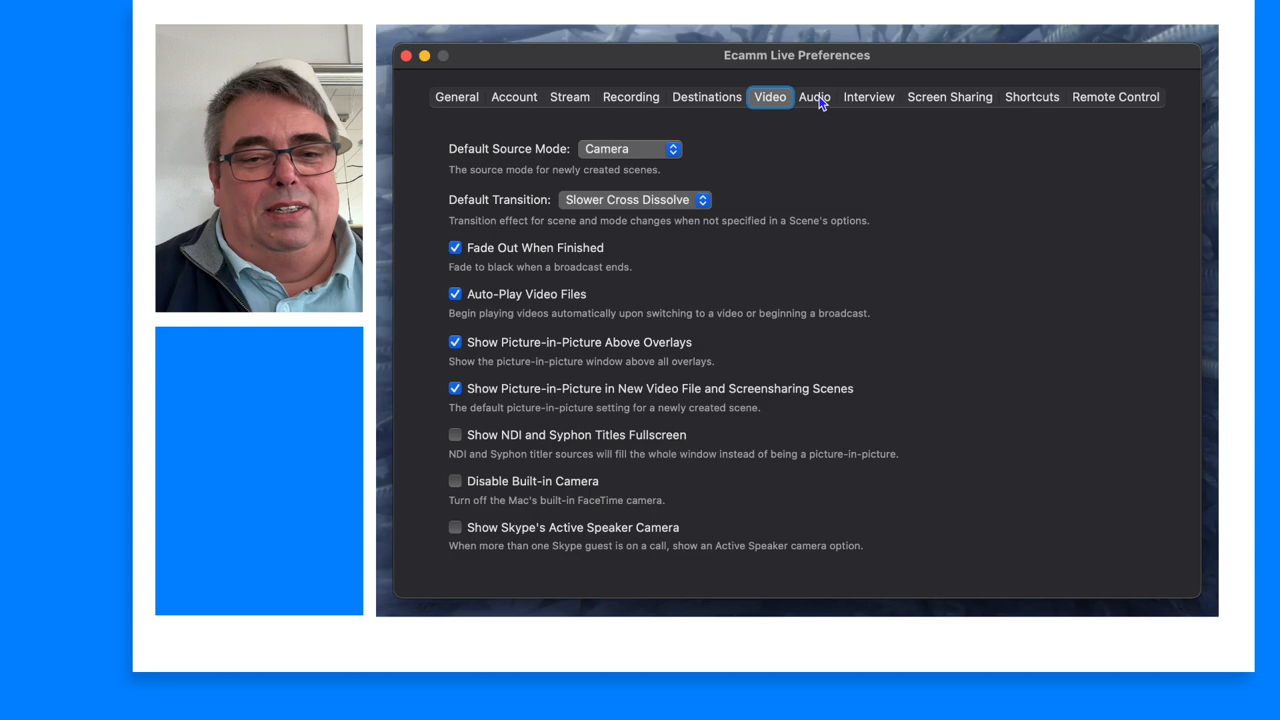 Ecamm Live Preferences
General Account Stream Recording Destinations Video Audio Interview Screen Sharing Shortcuts Remote Control
Default Source Mode: Camera
The source mode for newly created scenes.
Default Transition: Slower Cross Dissolve
Transition effect for scene and mode changes when not specified in a Scene's options.
Fade Out When Finished
Fade to black when a broadcast ends.
Auto-Play Video Files
Begin playing videos automatically upon switching to a video or beginning a broadcast.
Show Picture-in-Picture Above Overlays
Show the picture-in-picture window above all overlays.
Show Picture-in-Picture in New Video File and Screensharing Scenes
The default picture-in-picture setting for a newly created scene.
Show NDI and Syphon Titles Fullscreen
NDI and Syphon titler sources will fill the whole window instead of being a picture-in-picture.
Disable Built-in Camera
Turn off the Mac's built-in FaceTime camera.
Show Skype's Active Speaker Camera
When more than one Skype guest is on a call, show an Active Speaker camera option.